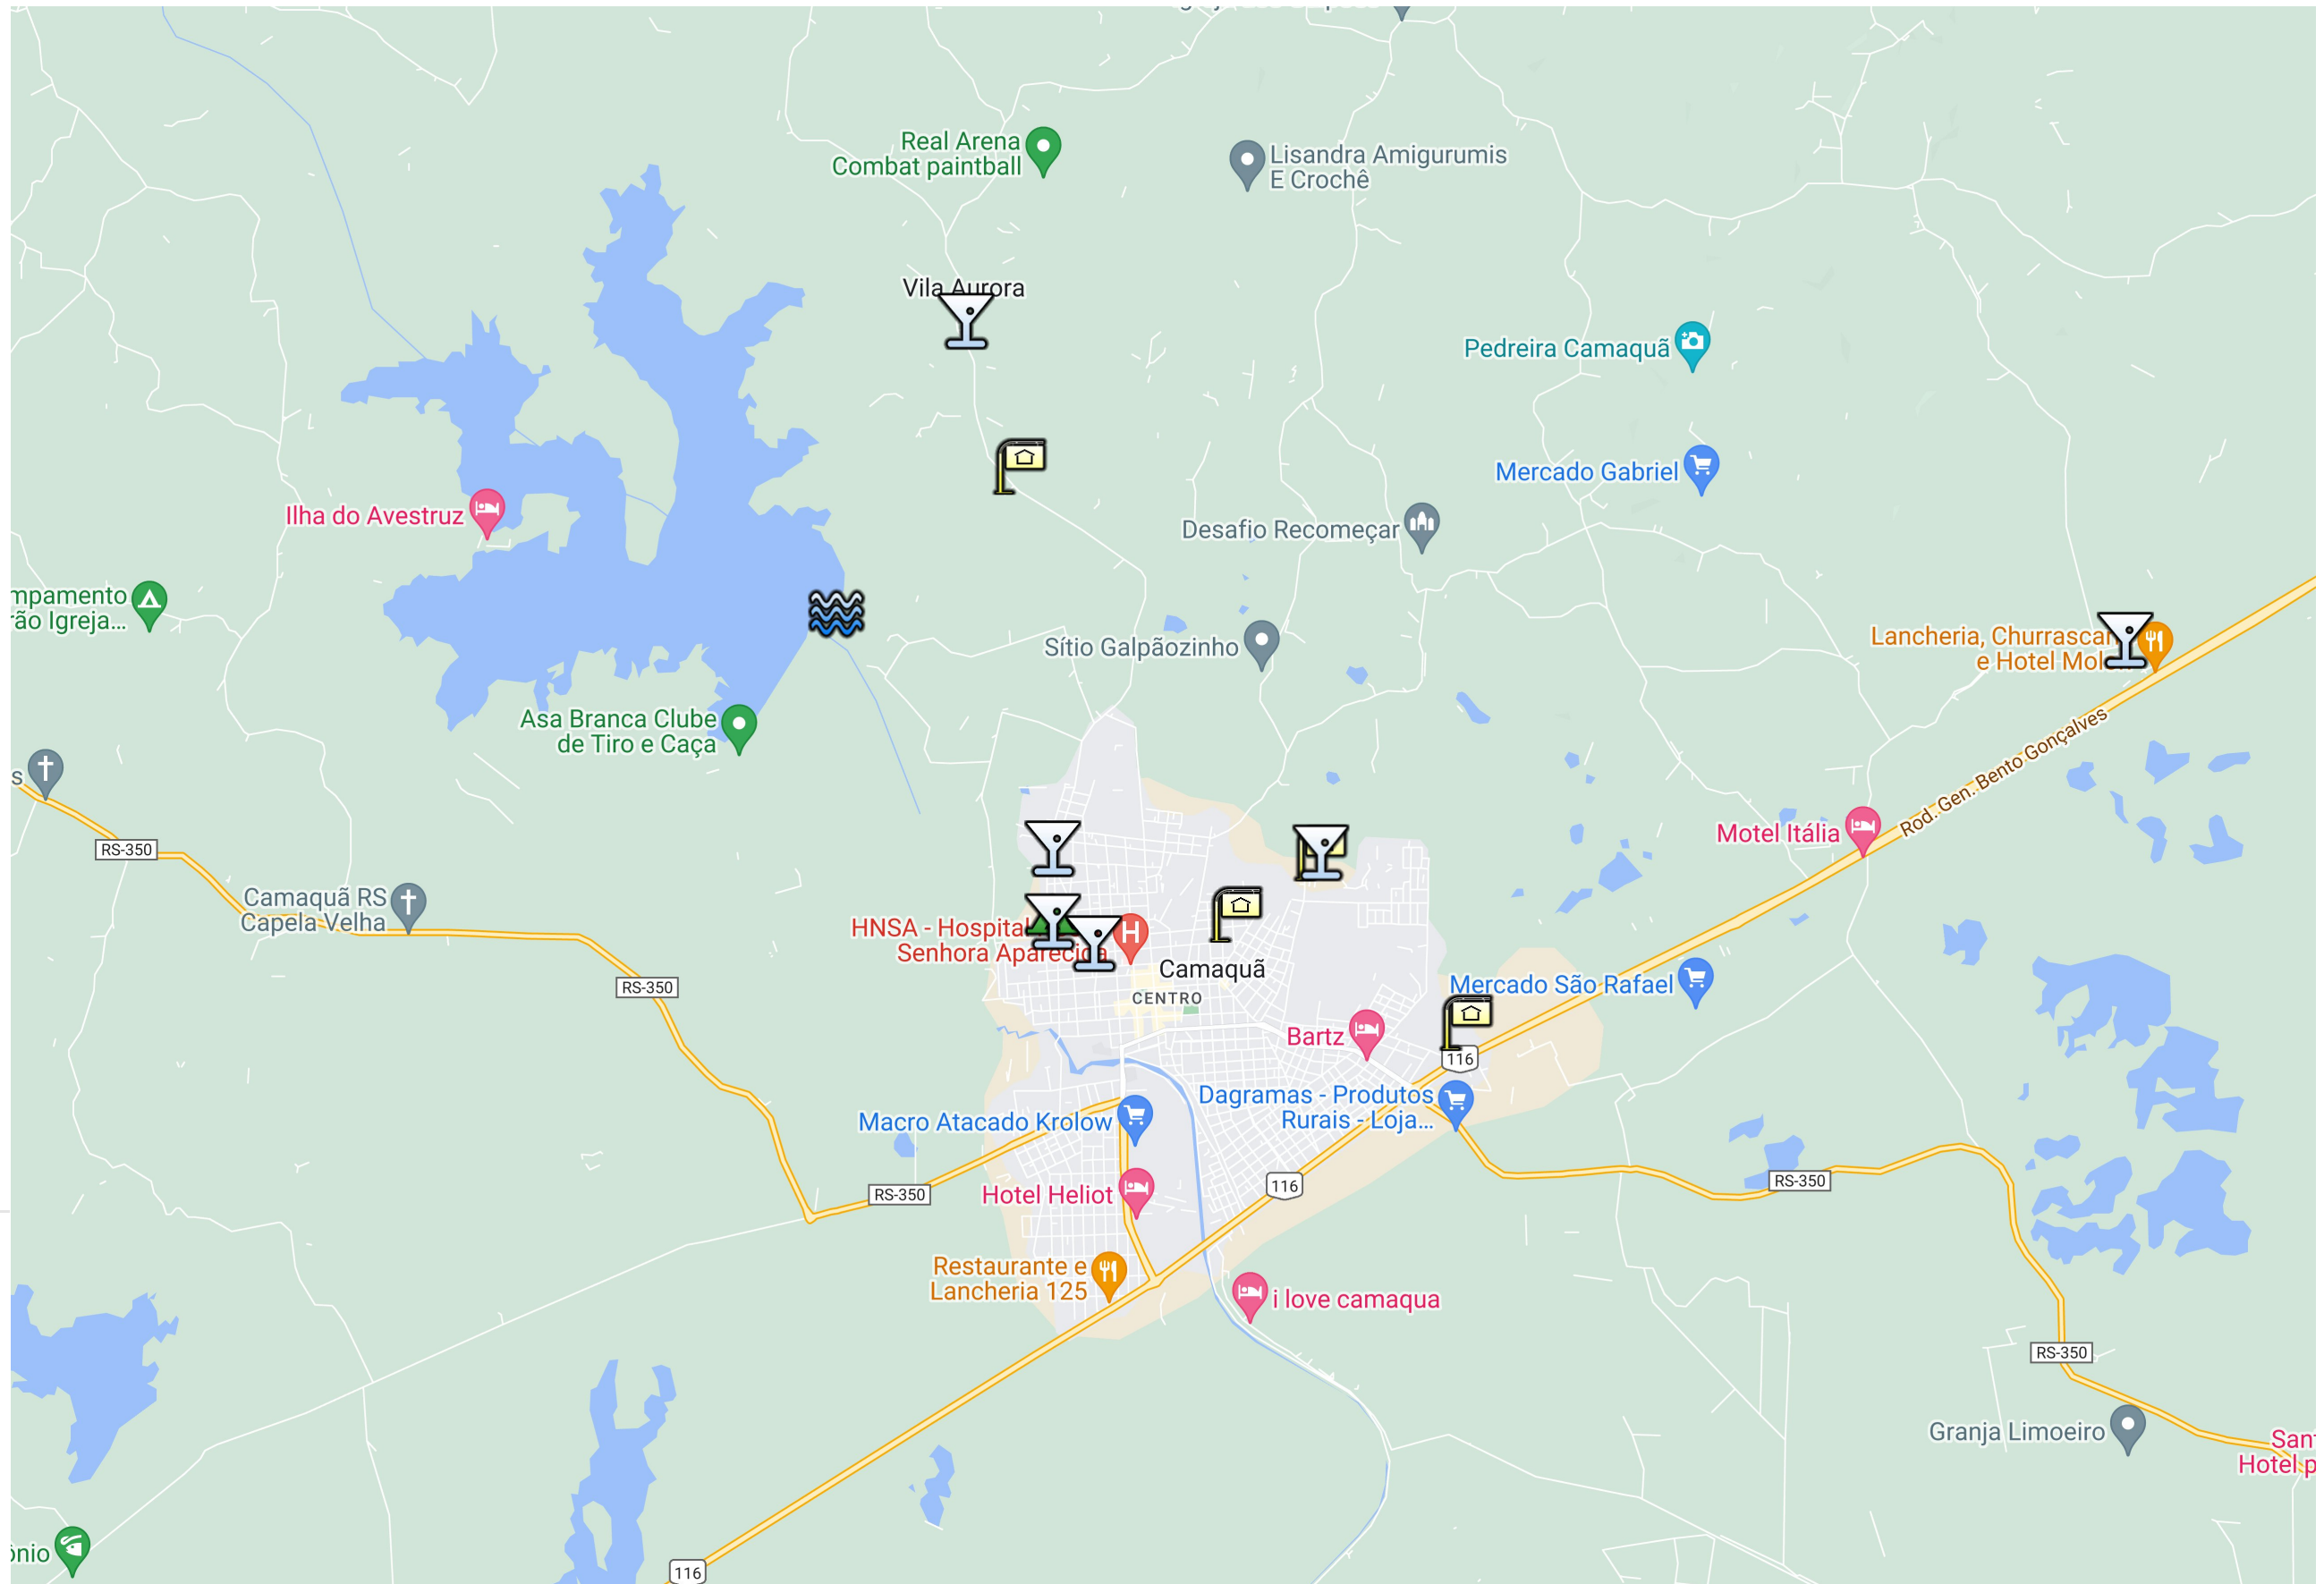 Real Arena
Combat paintball
Lisandra Amigurumis
E Crochê
Vila Aurora
Pedreira Camaquã
Mercado Gabriel
Ilha do Avestruz
Desafio Recomeçar
mpamento
rão Igreja...
Sítio Galpãozinho
Lancheria, Churrascar
e Hotel Mol
Asa Branca Clube
de Tiro e Caça
Rod. Gen. Bento Gonçalves
s
RS-350
Motel Itália
Camaquã RS
Capela Velha
HNSA - Hospital
Senhora Aparecida
H
Camaquã
CENTRO
RS-350
Mercado São Rafael
Bartz
116
Dagramas - Produtos
Rurais - Loja...
Macro Atacado Krolow
RS-350
Hotel Heliot
116
RS-350
Restaurante e
Lancheria 125
i love camaqua
RS-350
Granja Limoeiro
Sant
Hotel p
ônio
116